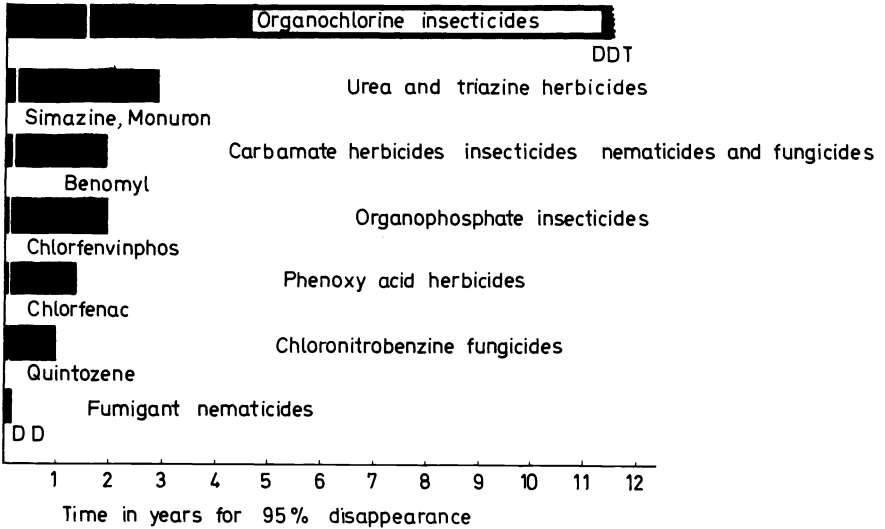 Organochlorine insecticides
DDT
Urea and triazine herbicides
Simazine, Monuron
Carbamate herbicides insecticides nematicides and fungicides
Benomyl
Organophosphate insecticides
Chlorfenvinphos
Phenoxy acid herbicides
Chlorfenac
Chloronitrobenzine fungicides
Quintozene
Fumigant nematicides
DD
1 2 3 4 5 6 7 8 9 10 11 12
Time in years for 95% disappearance